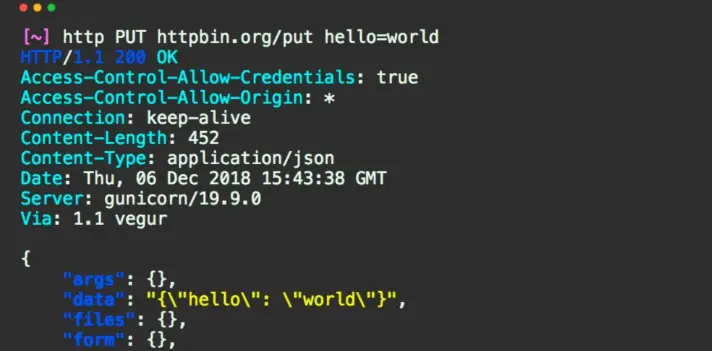 [~] http PUT httpbin.org/put hello=world
HTTP/1.1 200 OK
Access-Control-Allow-Credentials: true
Access-Control-Allow-Origin: *
Connection: keep-alive
Content-Length: 452
Content-Type: application/json
Date: Thu, 06 Dec 2018 15:43:38 GMT
Server: gunicorn/19.9.0
Via: 1.1 vegur

{
    "args": {},
    "data": "{\"hello\": \"world\"}",
    "files": {},
    "form": {},